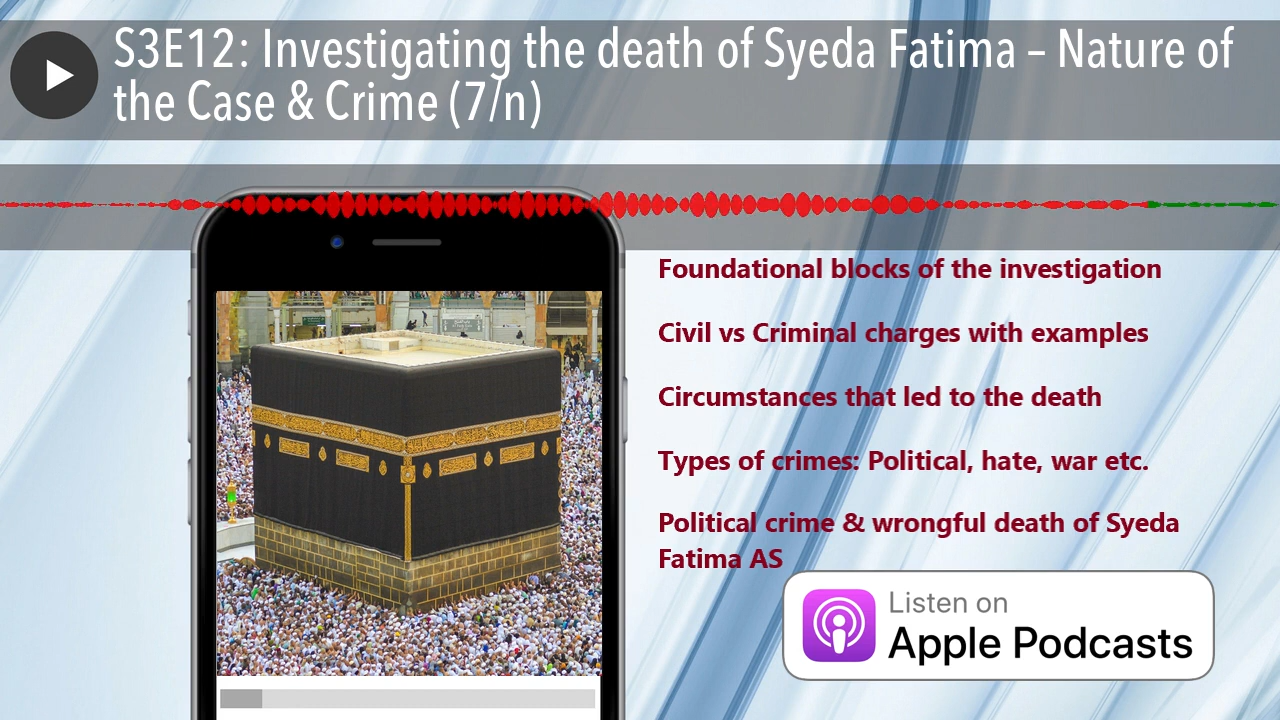 S3E12: Investigating the death of Syeda Fatima – Nature of
the Case & Crime (7/n)
Foundational blocks of the investigation
Civil vs Criminal charges with examples
Circumstances that led to the death
Types of crimes: Political, hate, war etc.
Political crime & wrongful death of Syeda
Fatima AS
Listen on
Apple Podcasts